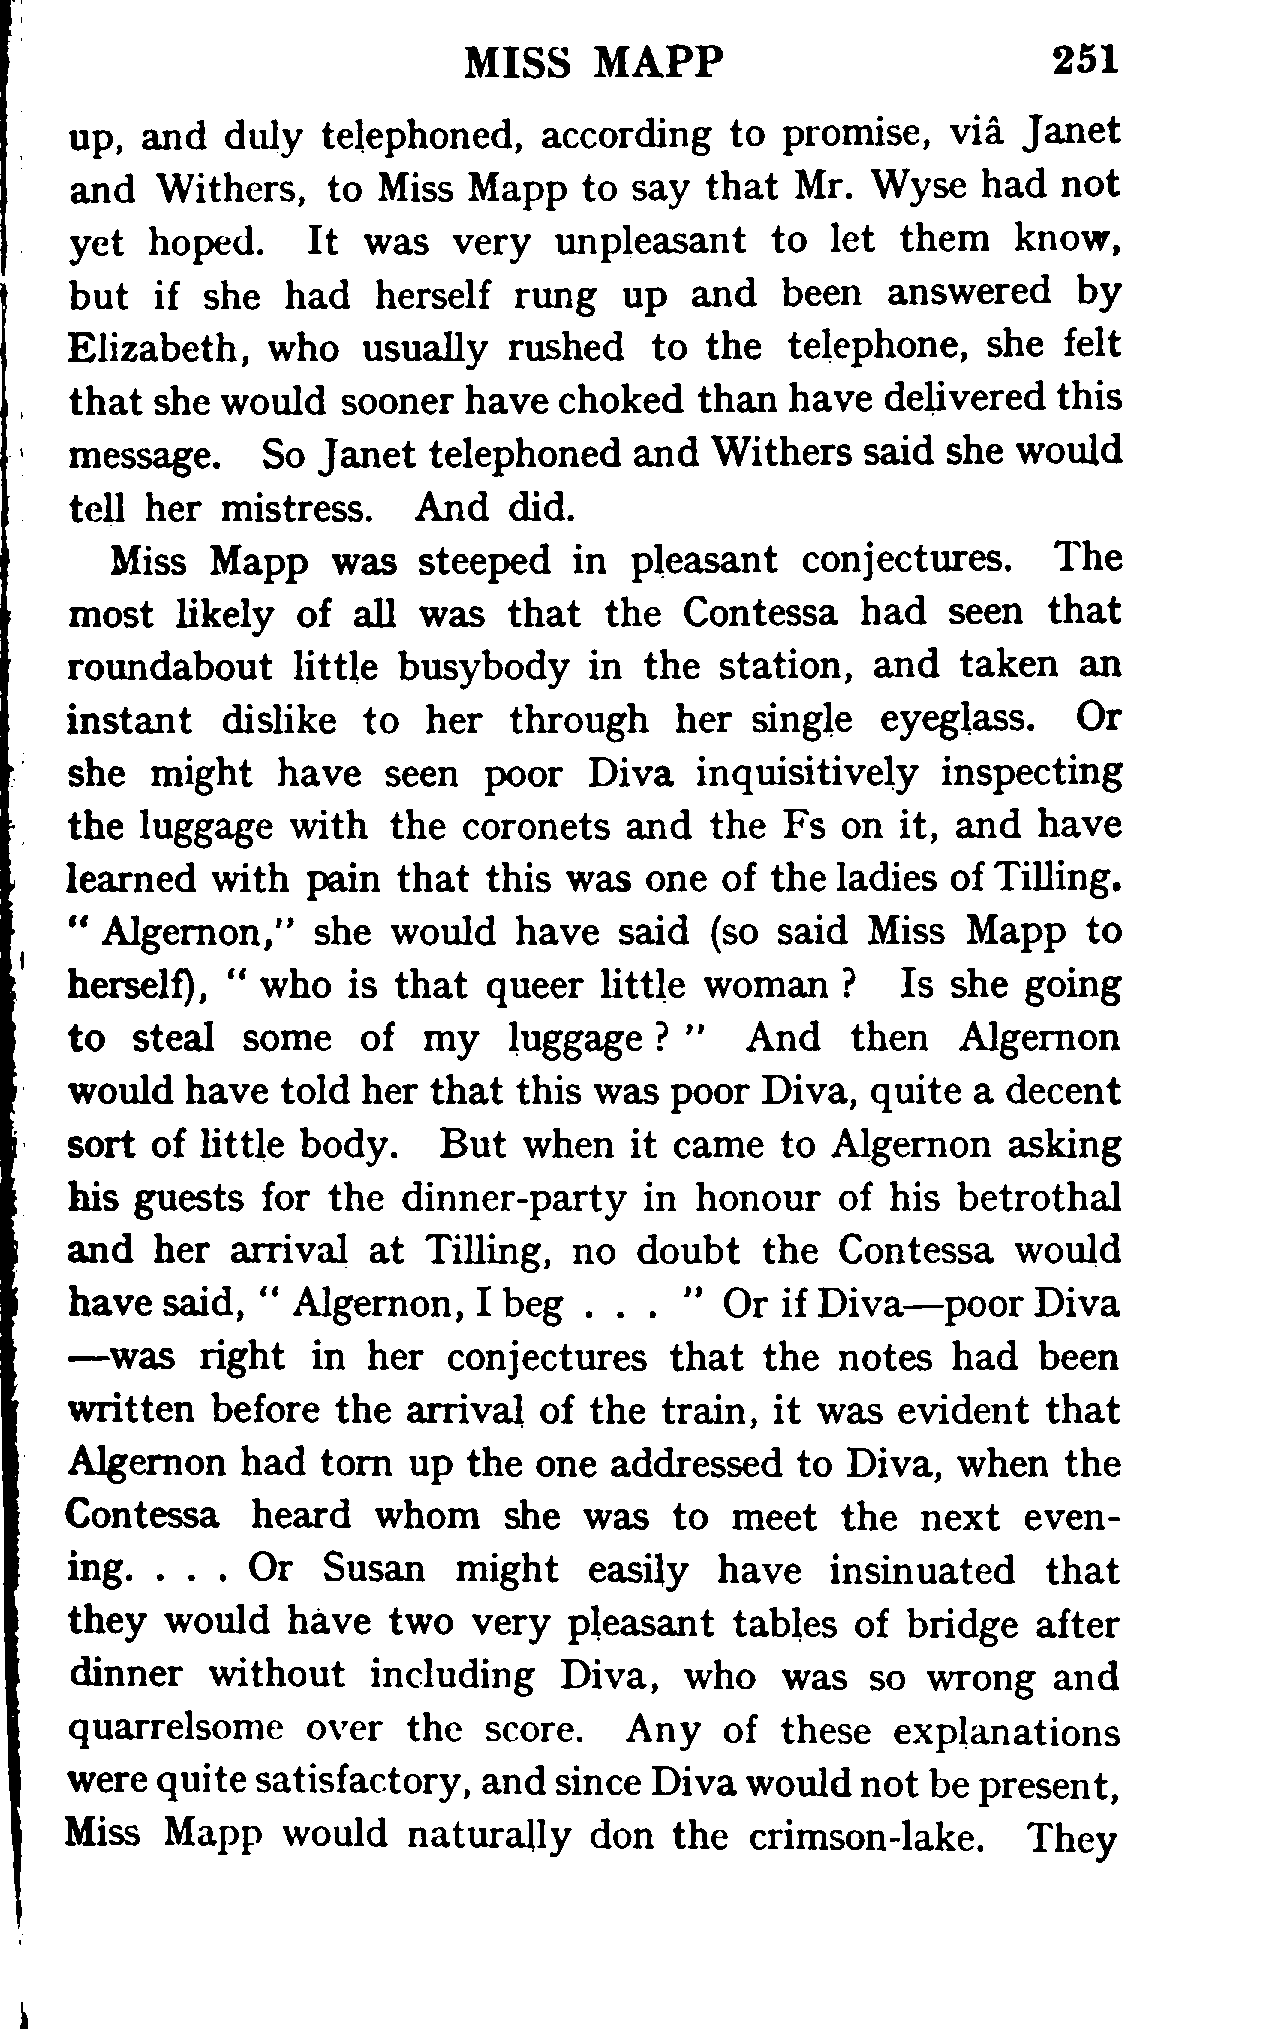 MISS MAPP 251
up, and duly telephoned, according to promise, viâ Janet
and Withers, to Miss Mapp to say that Mr. Wyse had not
yet hoped. It was very unpleasant to let them know,
but if she had herself rung up and been answered by
Elizabeth, who usually rushed to the telephone, she felt
that she would sooner have choked than have delivered this
message. So Janet telephoned and Withers said she would
tell her mistress. And did.
Miss Mapp was steeped in pleasant conjectures. The
most likely of all was that the Contessa had seen that
roundabout little busybody in the station, and taken an
instant dislike to her through her single eyeglass. Or
she might have seen poor Diva inquisitively inspecting
the luggage with the coronets and the Fs on it, and have
learned with pain that this was one of the ladies of Tilling.
" Algernon," she would have said (so said Miss Mapp to
herself), " who is that queer little woman ? Is she going
to steal some of my luggage ? " And then Algernon
would have told her that this was poor Diva, quite a decent
sort of little body. But when it came to Algernon asking
his guests for the dinner-party in honour of his betrothal
and her arrival at Tilling, no doubt the Contessa would
have said, " Algernon, I beg . . . " Or if Diva—poor Diva
—was right in her conjectures that the notes had been
written before the arrival of the train, it was evident that
Algernon had torn up the one addressed to Diva, when the
Contessa heard whom she was to meet the next even-
ing. . . . Or Susan might easily have insinuated that
they would have two very pleasant tables of bridge after
dinner without including Diva, who was so wrong and
quarrelsome over the score. Any of these explanations
were quite satisfactory, and since Diva would not be present,
Miss Mapp would naturally don the crimson-lake. They